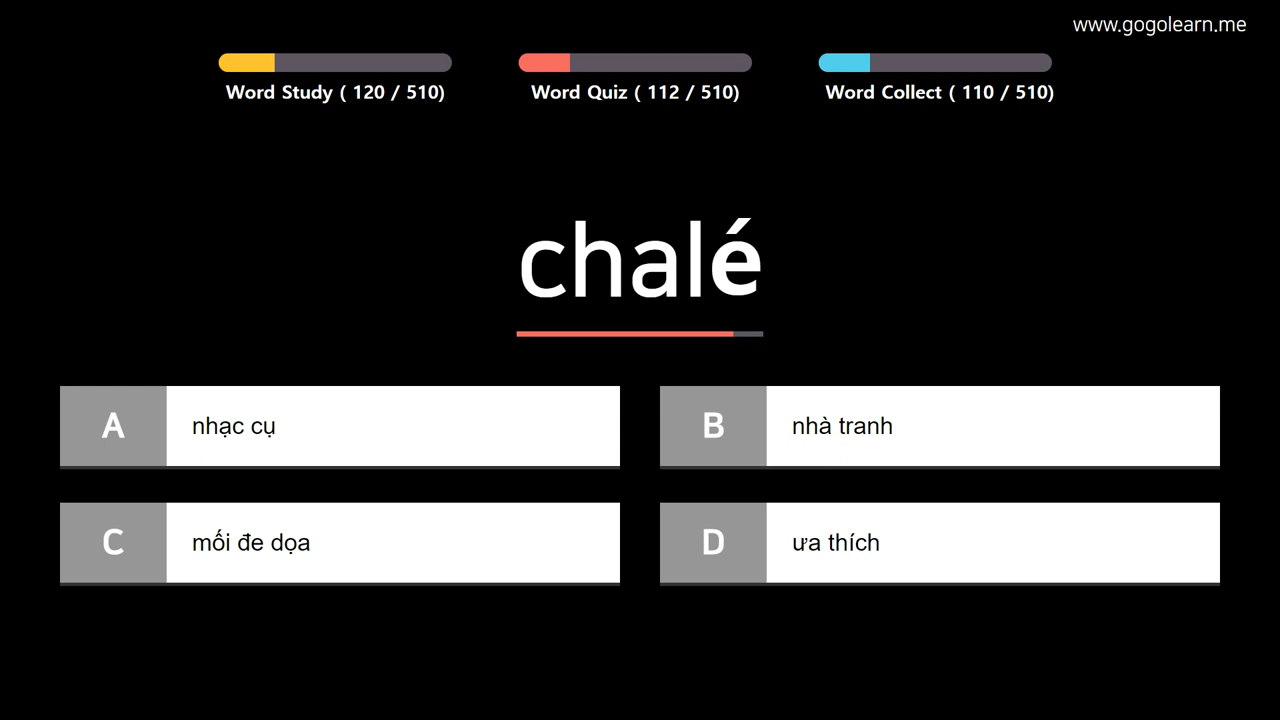 www.gogolearn.me
Word Study ( 120 / 510)
Word Quiz ( 112 / 510)
Word Collect ( 110 / 510)
chalé
A nhạc cụ
B nhà tranh
C mối đe dọa
D ưa thích